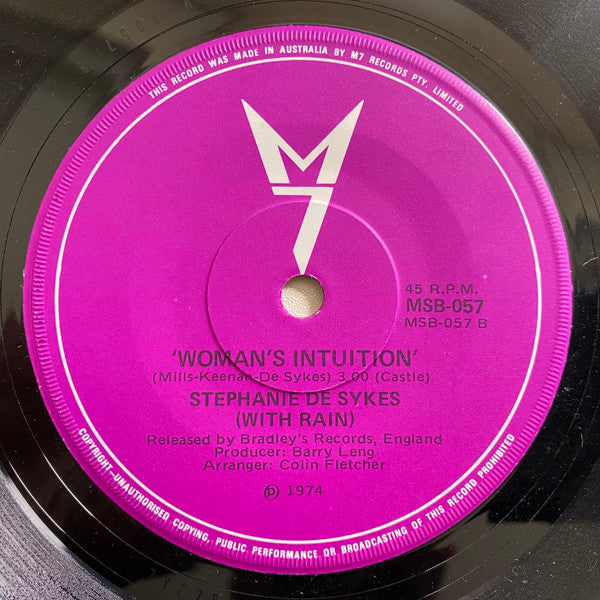 THIS RECORD WAS MADE IN AUSTRALIA BY M7 RECORDS PTY. LIMITED
M
7
45 R.P.M.
MSB-057
MSB-057 B
'WOMAN'S INTUITION'
(Mills-Keenan-De Sykes) 3.00 (Castle)
STEPHANIE DE SYKES
(WITH RAIN)
Released by Bradley's Records, England
Producer: Barry Leng
Arranger: Colin Fletcher
℗ 1974
COPYRIGHT-UNAUTHORISED COPYING, PUBLIC PERFORMANCE OR BROADCASTING OF THIS RECORD PROHIBITED